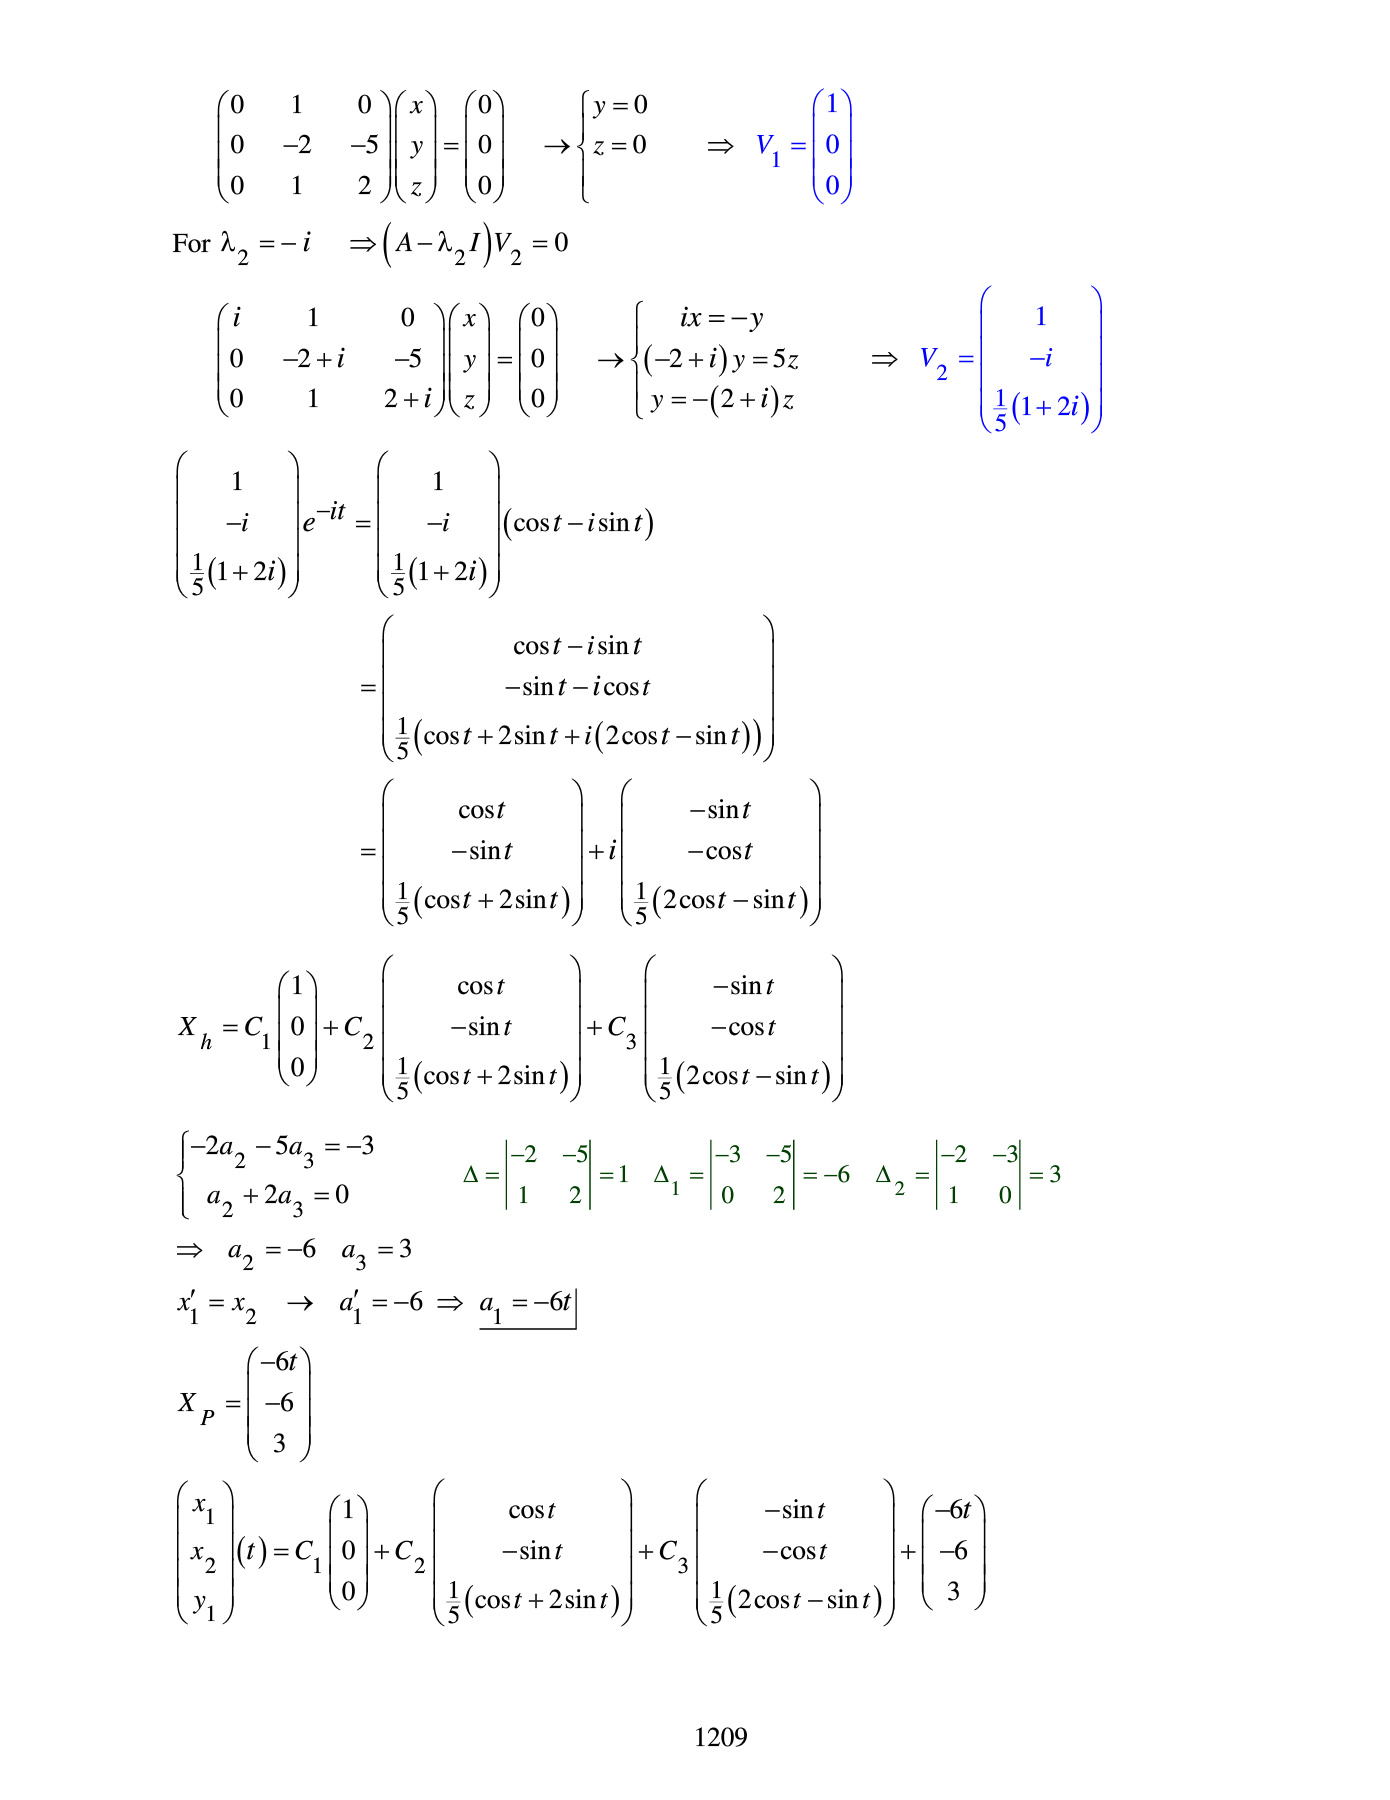 $\begin{pmatrix} 0 & 1 & 0 \\ 0 & -2 & -5 \\ 0 & 1 & 2 \end{pmatrix}\begin{pmatrix} x \\ y \\ z \end{pmatrix} = \begin{pmatrix} 0 \\ 0 \\ 0 \end{pmatrix} \quad \to \begin{cases} y = 0 \\ z = 0 \end{cases} \quad \Rightarrow \; V_1 = \begin{pmatrix} 1 \\ 0 \\ 0 \end{pmatrix}$
For $\lambda_2 = -i \quad \Rightarrow (A - \lambda_2 I)V_2 = 0$
$\begin{pmatrix} i & 1 & 0 \\ 0 & -2+i & -5 \\ 0 & 1 & 2+i \end{pmatrix}\begin{pmatrix} x \\ y \\ z \end{pmatrix} = \begin{pmatrix} 0 \\ 0 \\ 0 \end{pmatrix} \quad \to \begin{cases} ix = -y \\ (-2+i)y = 5z \\ y = -(2+i)z \end{cases} \quad \Rightarrow \; V_2 = \begin{pmatrix} 1 \\ -i \\ \frac{1}{5}(1+2i) \end{pmatrix}$
$\begin{pmatrix} 1 \\ -i \\ \frac{1}{5}(1+2i) \end{pmatrix} e^{-it} = \begin{pmatrix} 1 \\ -i \\ \frac{1}{5}(1+2i) \end{pmatrix}(\cos t - i\sin t)$
$= \begin{pmatrix} \cos t - i\sin t \\ -\sin t - i\cos t \\ \frac{1}{5}(\cos t + 2\sin t + i(2\cos t - \sin t)) \end{pmatrix}$
$= \begin{pmatrix} \cos t \\ -\sin t \\ \frac{1}{5}(\cos t + 2\sin t) \end{pmatrix} + i\begin{pmatrix} -\sin t \\ -\cos t \\ \frac{1}{5}(2\cos t - \sin t) \end{pmatrix}$
$X_h = C_1\begin{pmatrix} 1 \\ 0 \\ 0 \end{pmatrix} + C_2\begin{pmatrix} \cos t \\ -\sin t \\ \frac{1}{5}(\cos t + 2\sin t) \end{pmatrix} + C_3\begin{pmatrix} -\sin t \\ -\cos t \\ \frac{1}{5}(2\cos t - \sin t) \end{pmatrix}$
$\begin{cases} -2a_2 - 5a_3 = -3 \\ a_2 + 2a_3 = 0 \end{cases} \quad \Delta = \begin{vmatrix} -2 & -5 \\ 1 & 2 \end{vmatrix} = 1 \quad \Delta_1 = \begin{vmatrix} -3 & -5 \\ 0 & 2 \end{vmatrix} = -6 \quad \Delta_2 = \begin{vmatrix} -2 & -3 \\ 1 & 0 \end{vmatrix} = 3$
$\Rightarrow \; a_2 = -6 \quad a_3 = 3$
$x_1' = x_2 \quad \to \quad a_1' = -6 \; \Rightarrow \; \underline{a_1 = -6t|}$
$X_P = \begin{pmatrix} -6t \\ -6 \\ 3 \end{pmatrix}$
$\begin{pmatrix} x_1 \\ x_2 \\ y_1 \end{pmatrix}(t) = C_1\begin{pmatrix} 1 \\ 0 \\ 0 \end{pmatrix} + C_2\begin{pmatrix} \cos t \\ -\sin t \\ \frac{1}{5}(\cos t + 2\sin t) \end{pmatrix} + C_3\begin{pmatrix} -\sin t \\ -\cos t \\ \frac{1}{5}(2\cos t - \sin t) \end{pmatrix} + \begin{pmatrix} -6t \\ -6 \\ 3 \end{pmatrix}$
1209